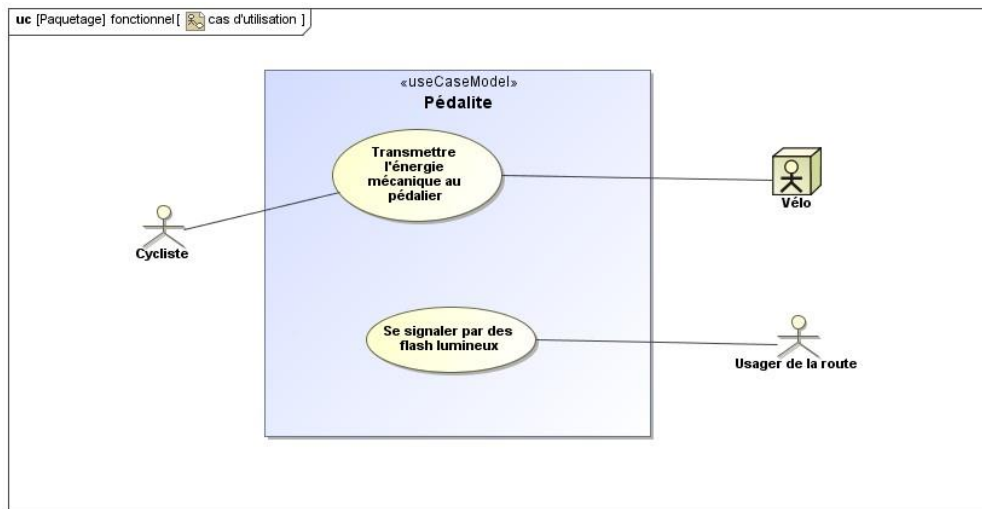 uc [Paquetage] fonctionnel [ cas d'utilisation ]
«useCaseModel»
Pédalite
Transmettre
l'énergie
mécanique au
pédalier
Vélo
Cycliste
Se signaler par des
flash lumineux
Usager de la route